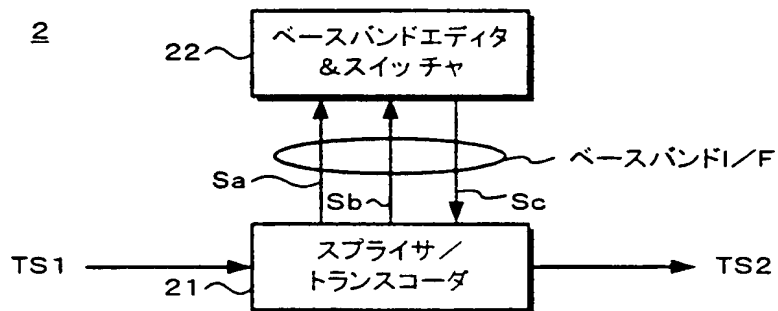 2
22
ベースバンドエディタ
&スイッチャ
ベースバンドI/F
Sa
Sb
Sc
TS1
スプライサ/
トランスコーダ
TS2
21